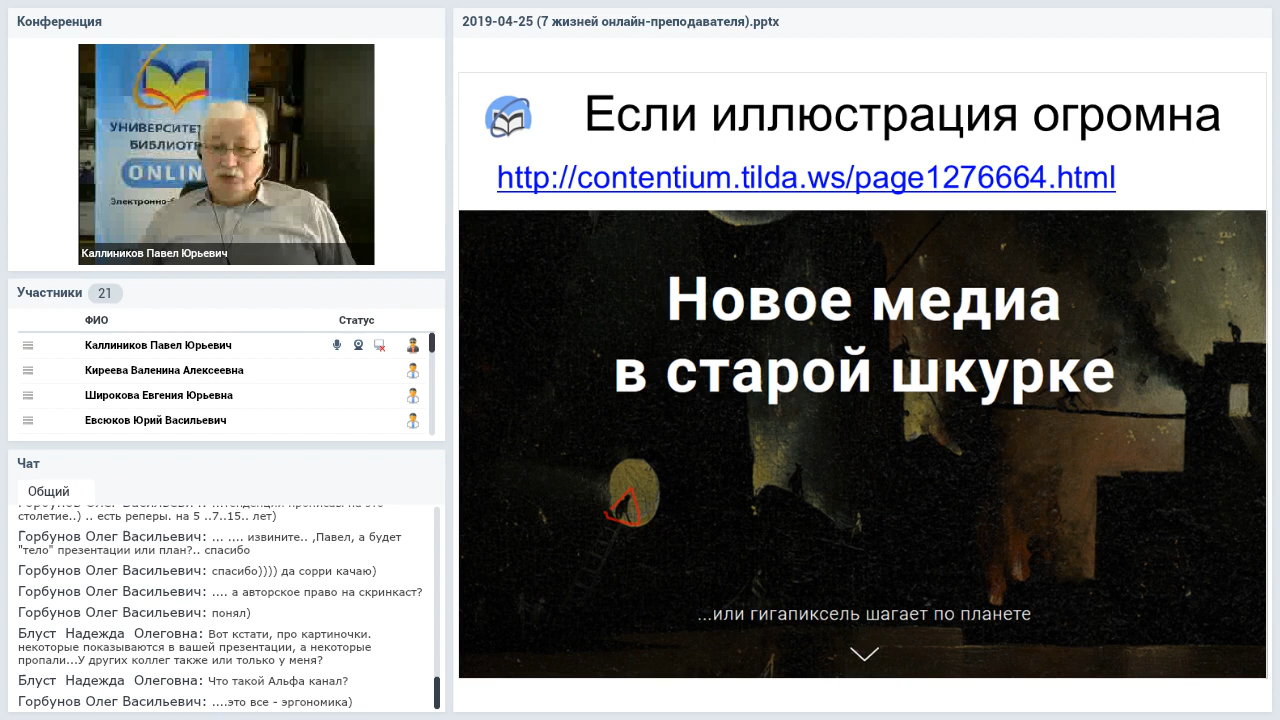 Конференция
УНИВЕРСИТЕ
БИБЛИОТ
ONLIN
Электронно-б
Каллиников Павел Юрьевич
Участники 21
ФИО Статус
Каллиников Павел Юрьевич
Киреева Валенина Алексеевна
Широкова Евгения Юрьевна
Евсюков Юрий Васильевич
Чат
Общий
столетие..) .. есть реперы. на 5 ..7..15.. лет)
Горбунов Олег Васильевич: ... .... извините.. ,Павел, а будет
"тело" презентации или план?.. спасибо
Горбунов Олег Васильевич: спасибо)))) да сорри качаю)
Горбунов Олег Васильевич: .... а авторское право на скринкаст?
Горбунов Олег Васильевич: понял)
Блуст Надежда Олеговна: Вот кстати, про картиночки.
некоторые показываются в вашей презентации, а некоторые
пропали...У других коллег также или только у меня?
Блуст Надежда Олеговна: Что такой Альфа канал?
Горбунов Олег Васильевич: ....это все - эргономика)
2019-04-25 (7 жизней онлайн-преподавателя).pptx
Если иллюстрация огромна
http://contentium.tilda.ws/page1276664.html
Новое медиа
в старой шкурке
...или гигапиксель шагает по планете